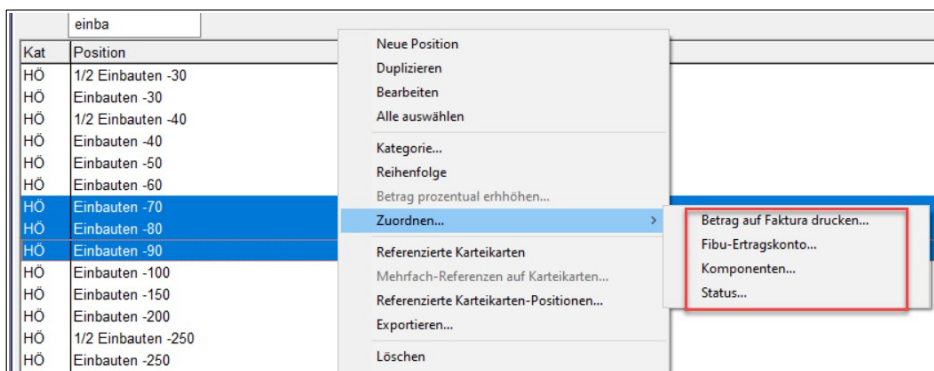 einba
Kat Position
HÖ 1/2 Einbauten -30
HÖ Einbauten -30
HÖ 1/2 Einbauten -40
HÖ Einbauten -40
HÖ Einbauten -50
HÖ Einbauten -60
HÖ Einbauten -70
HÖ Einbauten -80
HÖ Einbauten -90
HÖ Einbauten -100
HÖ Einbauten -150
HÖ Einbauten -200
HÖ 1/2 Einbauten -250
HÖ Einbauten -250
Neue Position
Duplizieren
Bearbeiten
Alle auswählen
Kategorie...
Reihenfolge
Betrag prozentual erhhöhen...
Zuordnen... >
Referenzierte Karteikarten
Mehrfach-Referenzen auf Karteikarten...
Referenzierte Karteikarten-Positionen...
Exportieren...
Löschen
Betrag auf Faktura drucken...
Fibu-Ertragskonto...
Komponenten...
Status...